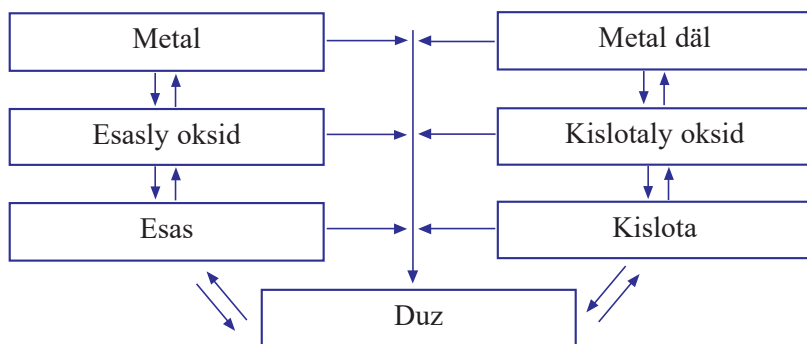 Metal
Metal däl
Esasly oksid
Kislotaly oksid
Esas
Kislota
Duz